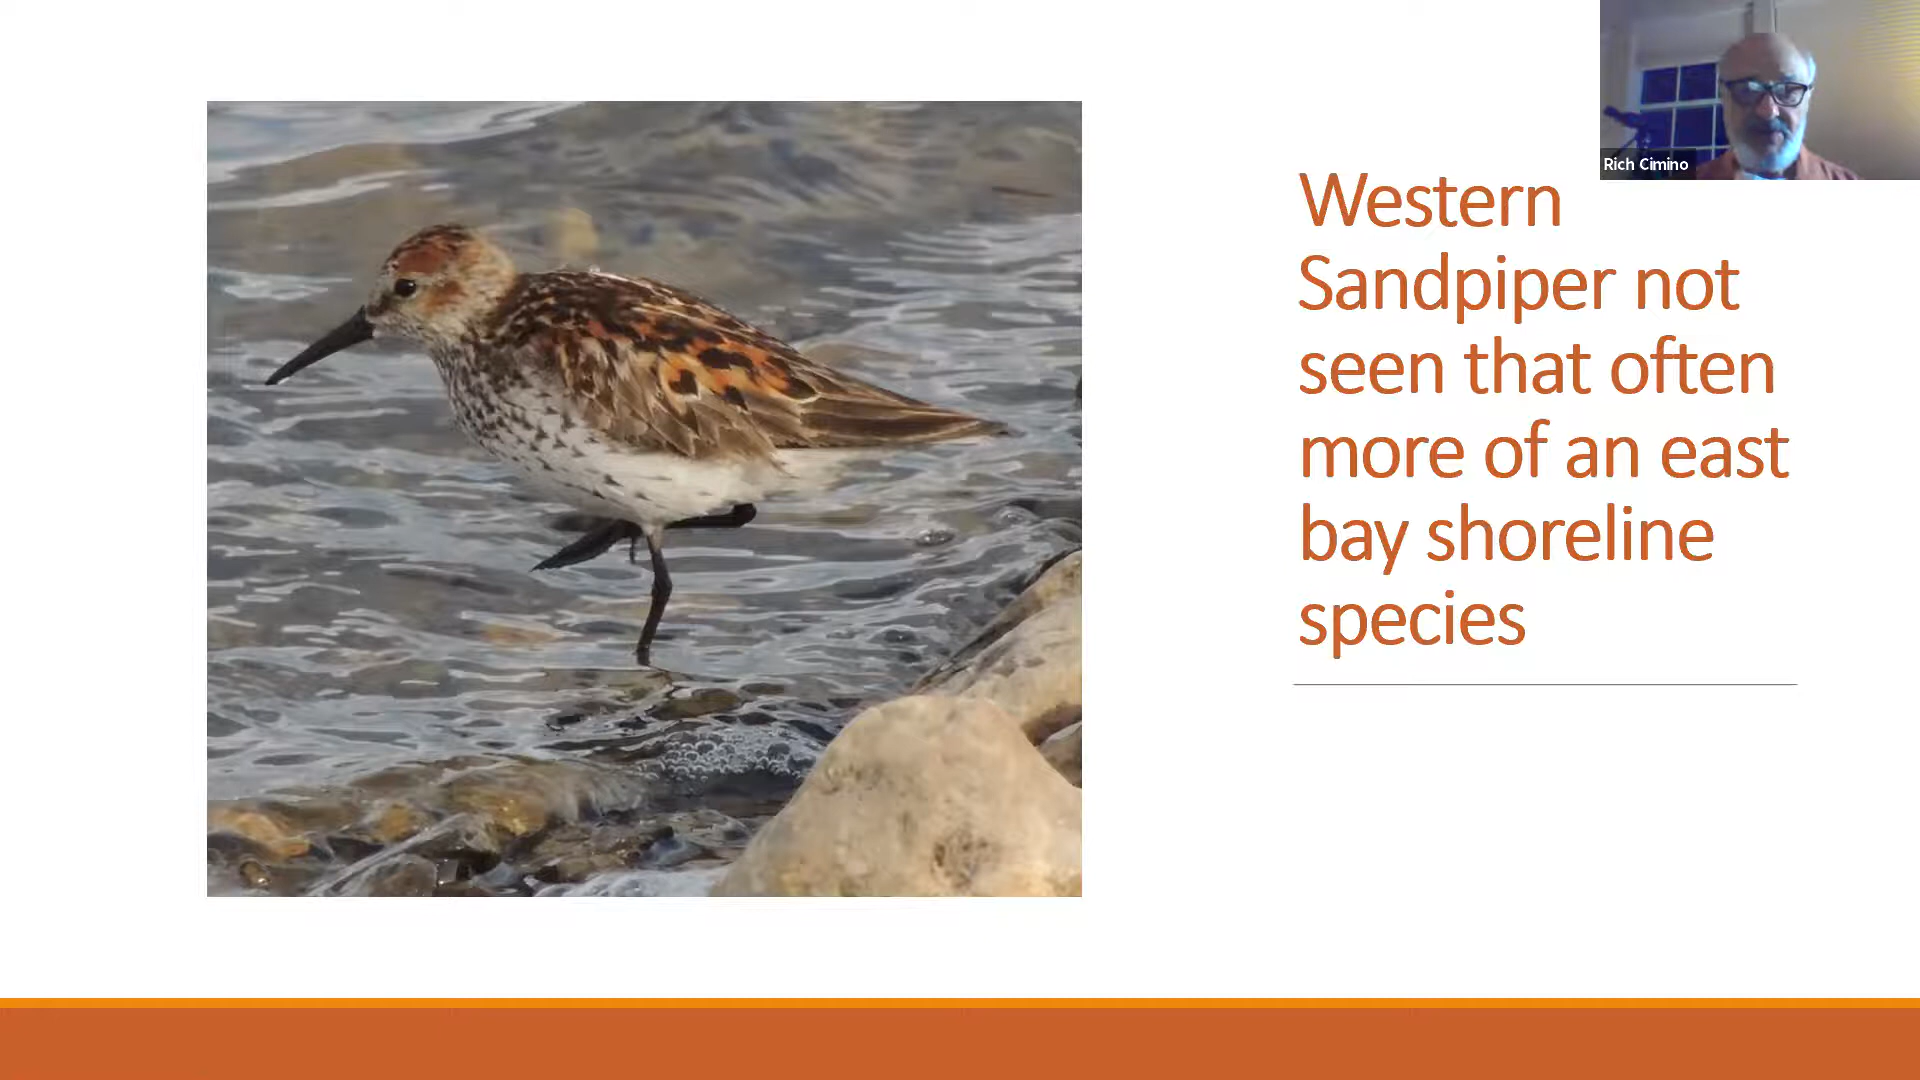 Rich Cimino
Western
Sandpiper not
seen that often
more of an east
bay shoreline
species